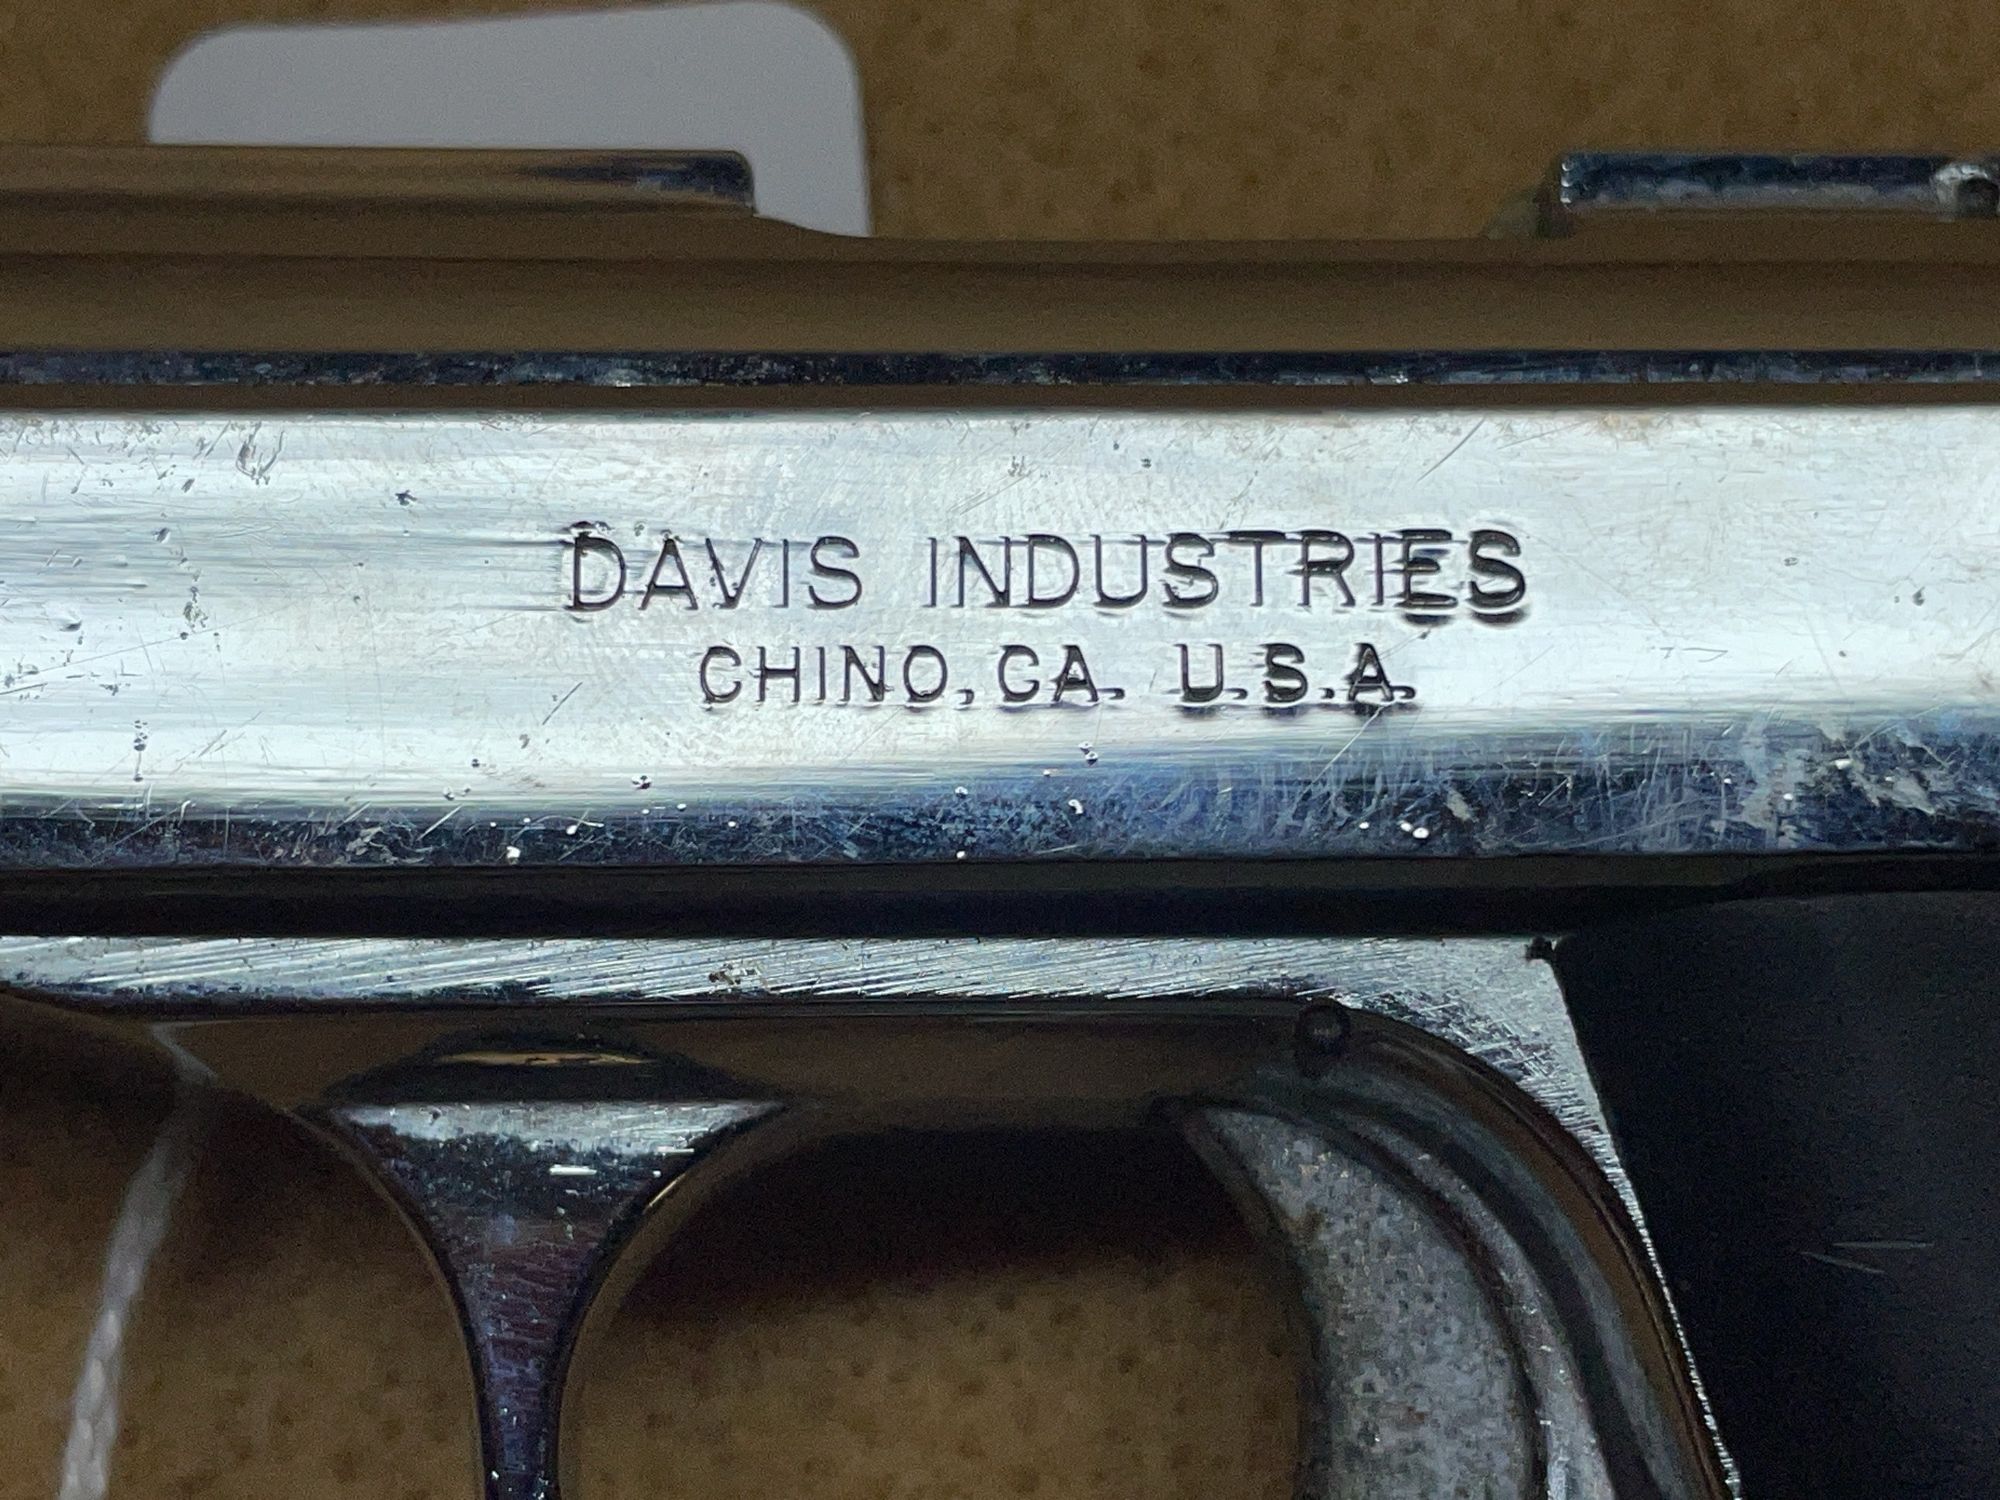 DAVIS INDUSTRIES
CHINO, CA. U.S.A.